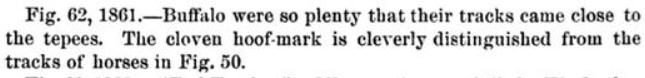 Fig. 62, 1861.—Buffalo were so plenty that their tracks came close to
the tepees. The cloven hoof-mark is cleverly distinguished from the
tracks of horses in Fig. 50.